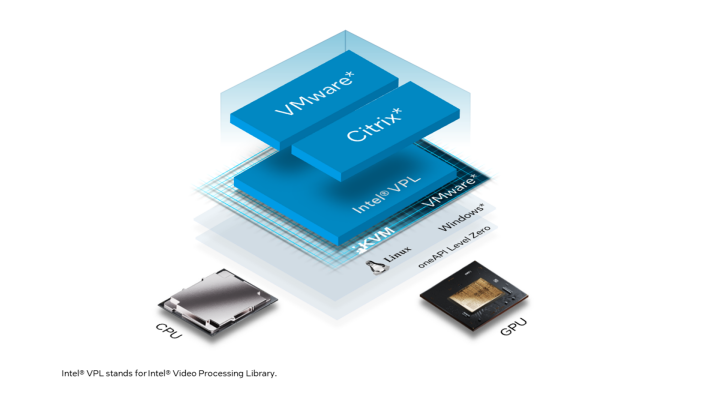 VMware*
Citrix*
Intel® VPL
VMware*
KVM
Windows*
Linux
oneAPI Level Zero
CPU
GPU
Intel® VPL stands for Intel® Video Processing Library.